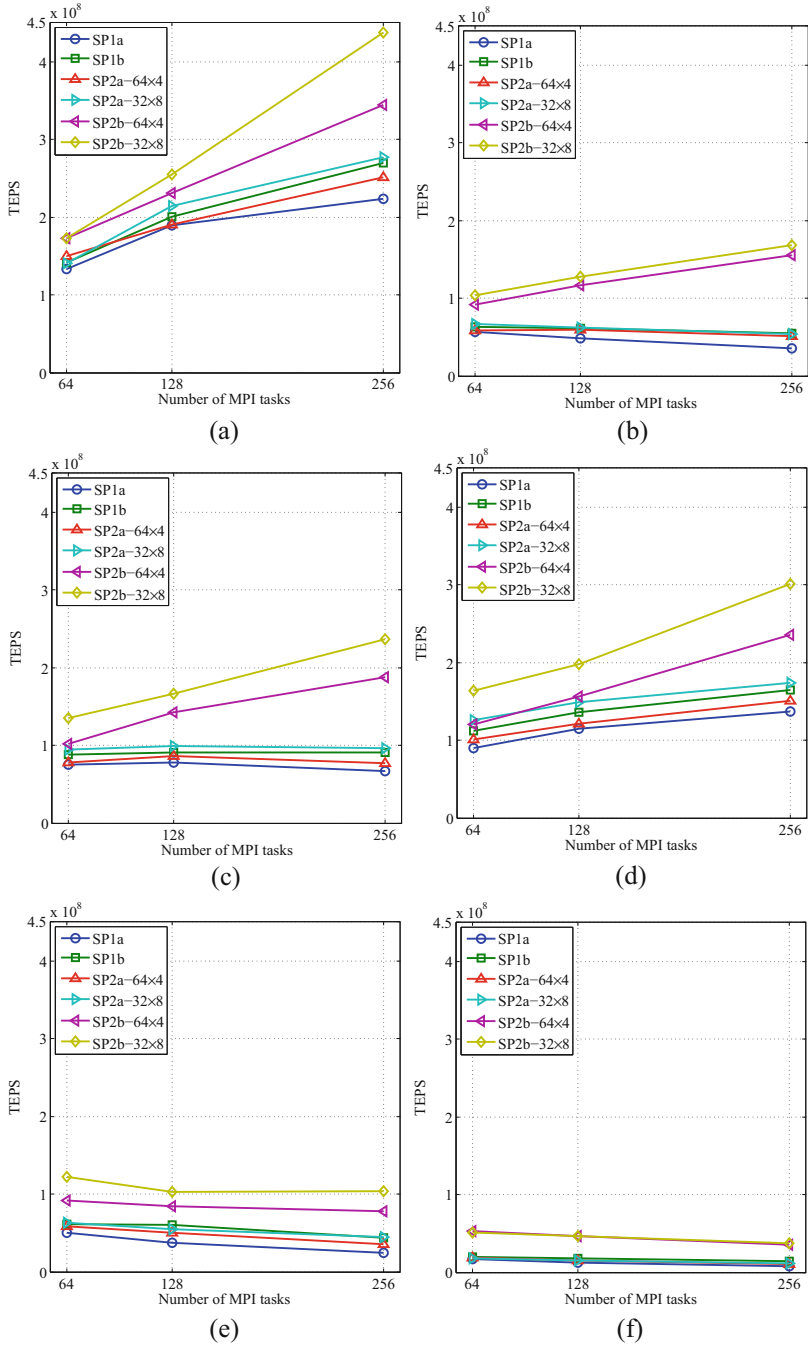 x 10^8
4.5
4
3
2
1
0
TEPS
SP1a
SP1b
SP2a−64×4
SP2a−32×8
SP2b−64×4
SP2b−32×8
64 128 256
Number of MPI tasks
(a)
x 10^8
4.5
4
3
2
1
0
TEPS
SP1a
SP1b
SP2a−64×4
SP2a−32×8
SP2b−64×4
SP2b−32×8
64 128 256
Number of MPI tasks
(b)
x 10^8
4.5
4
3
2
1
0
TEPS
SP1a
SP1b
SP2a−64×4
SP2a−32×8
SP2b−64×4
SP2b−32×8
64 128 256
Number of MPI tasks
(c)
x 10^8
4.5
4
3
2
1
0
TEPS
SP1a
SP1b
SP2a−64×4
SP2a−32×8
SP2b−64×4
SP2b−32×8
64 128 256
Number of MPI tasks
(d)
x 10^8
4.5
4
3
2
1
0
TEPS
SP1a
SP1b
SP2a−64×4
SP2a−32×8
SP2b−64×4
SP2b−32×8
64 128 256
Number of MPI tasks
(e)
x 10^8
4.5
4
3
2
1
0
TEPS
SP1a
SP1b
SP2a−64×4
SP2a−32×8
SP2b−64×4
SP2b−32×8
64 128 256
Number of MPI tasks
(f)